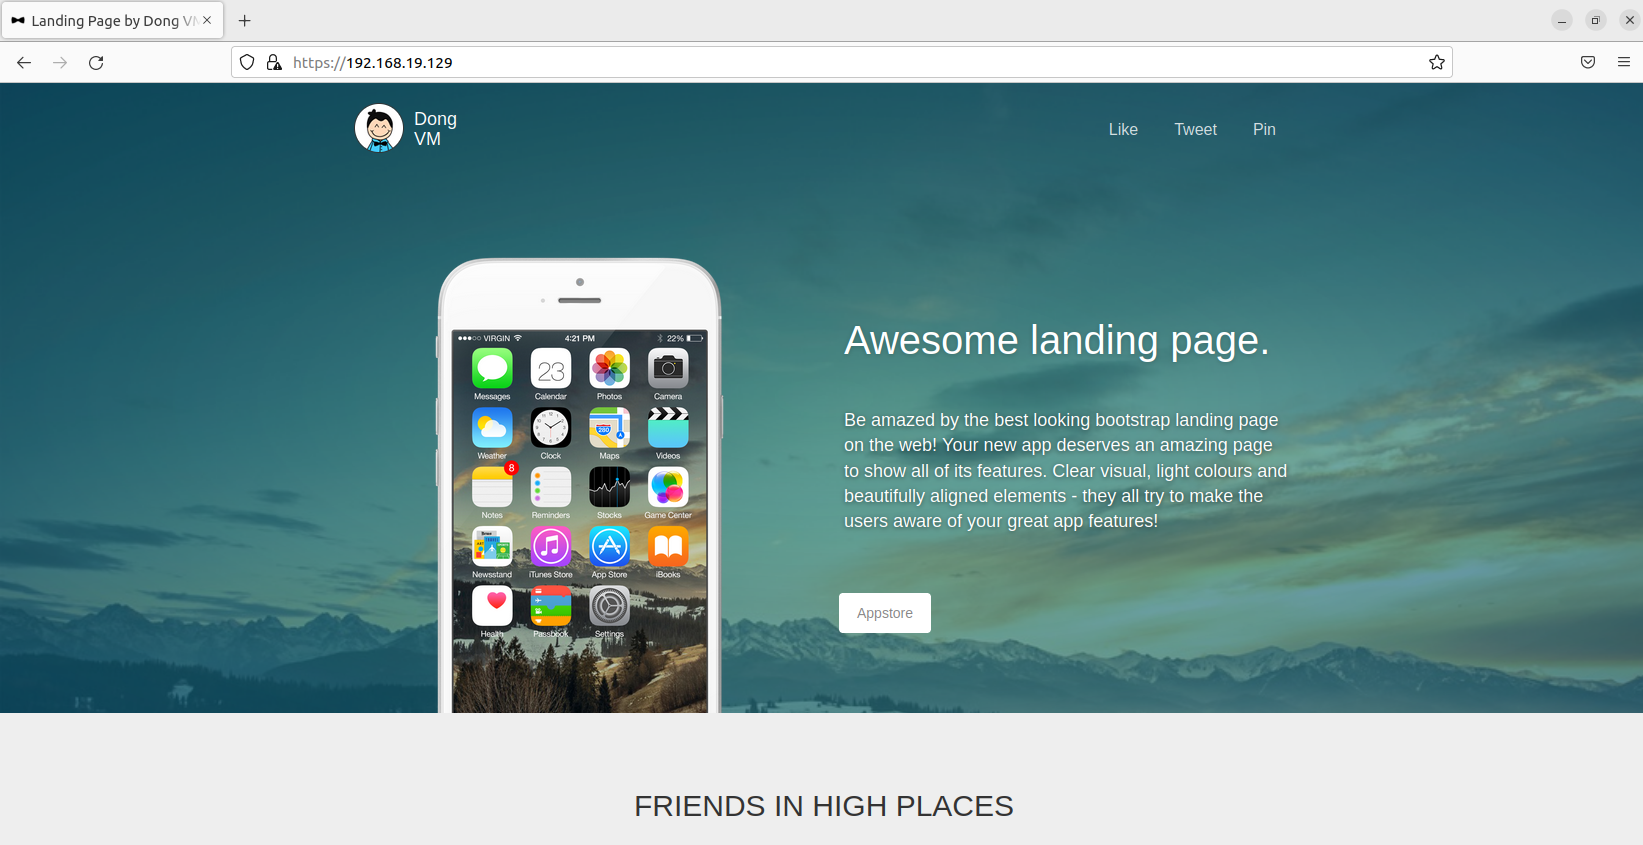 Landing Page by Dong VM
https://192.168.19.129
Dong
VM
Like Tweet Pin
VIRGIN 4:21 PM 22%
23
Messages Calendar Photos Camera
280
Weather Clock Maps Videos
8
Notes Reminders Stocks Game Center
Newsstand iTunes Store App Store iBooks
Health Passbook Settings
Awesome landing page.
Be amazed by the best looking bootstrap landing page
on the web! Your new app deserves an amazing page
to show all of its features. Clear visual, light colours and
beautifully aligned elements - they all try to make the
users aware of your great app features!
Appstore
FRIENDS IN HIGH PLACES